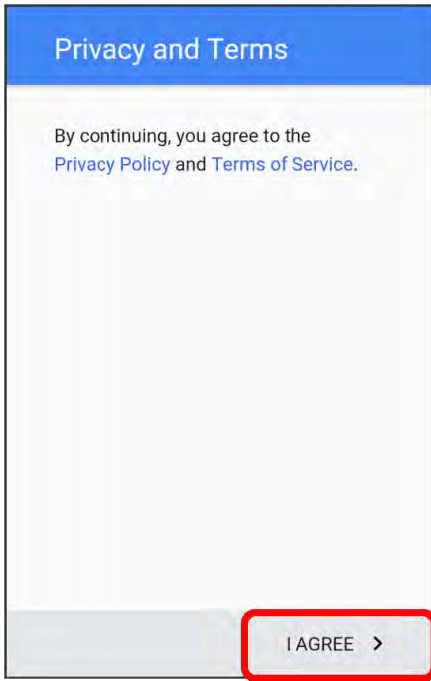 Privacy and Terms
By continuing, you agree to the
Privacy Policy and Terms of Service.
I AGREE >